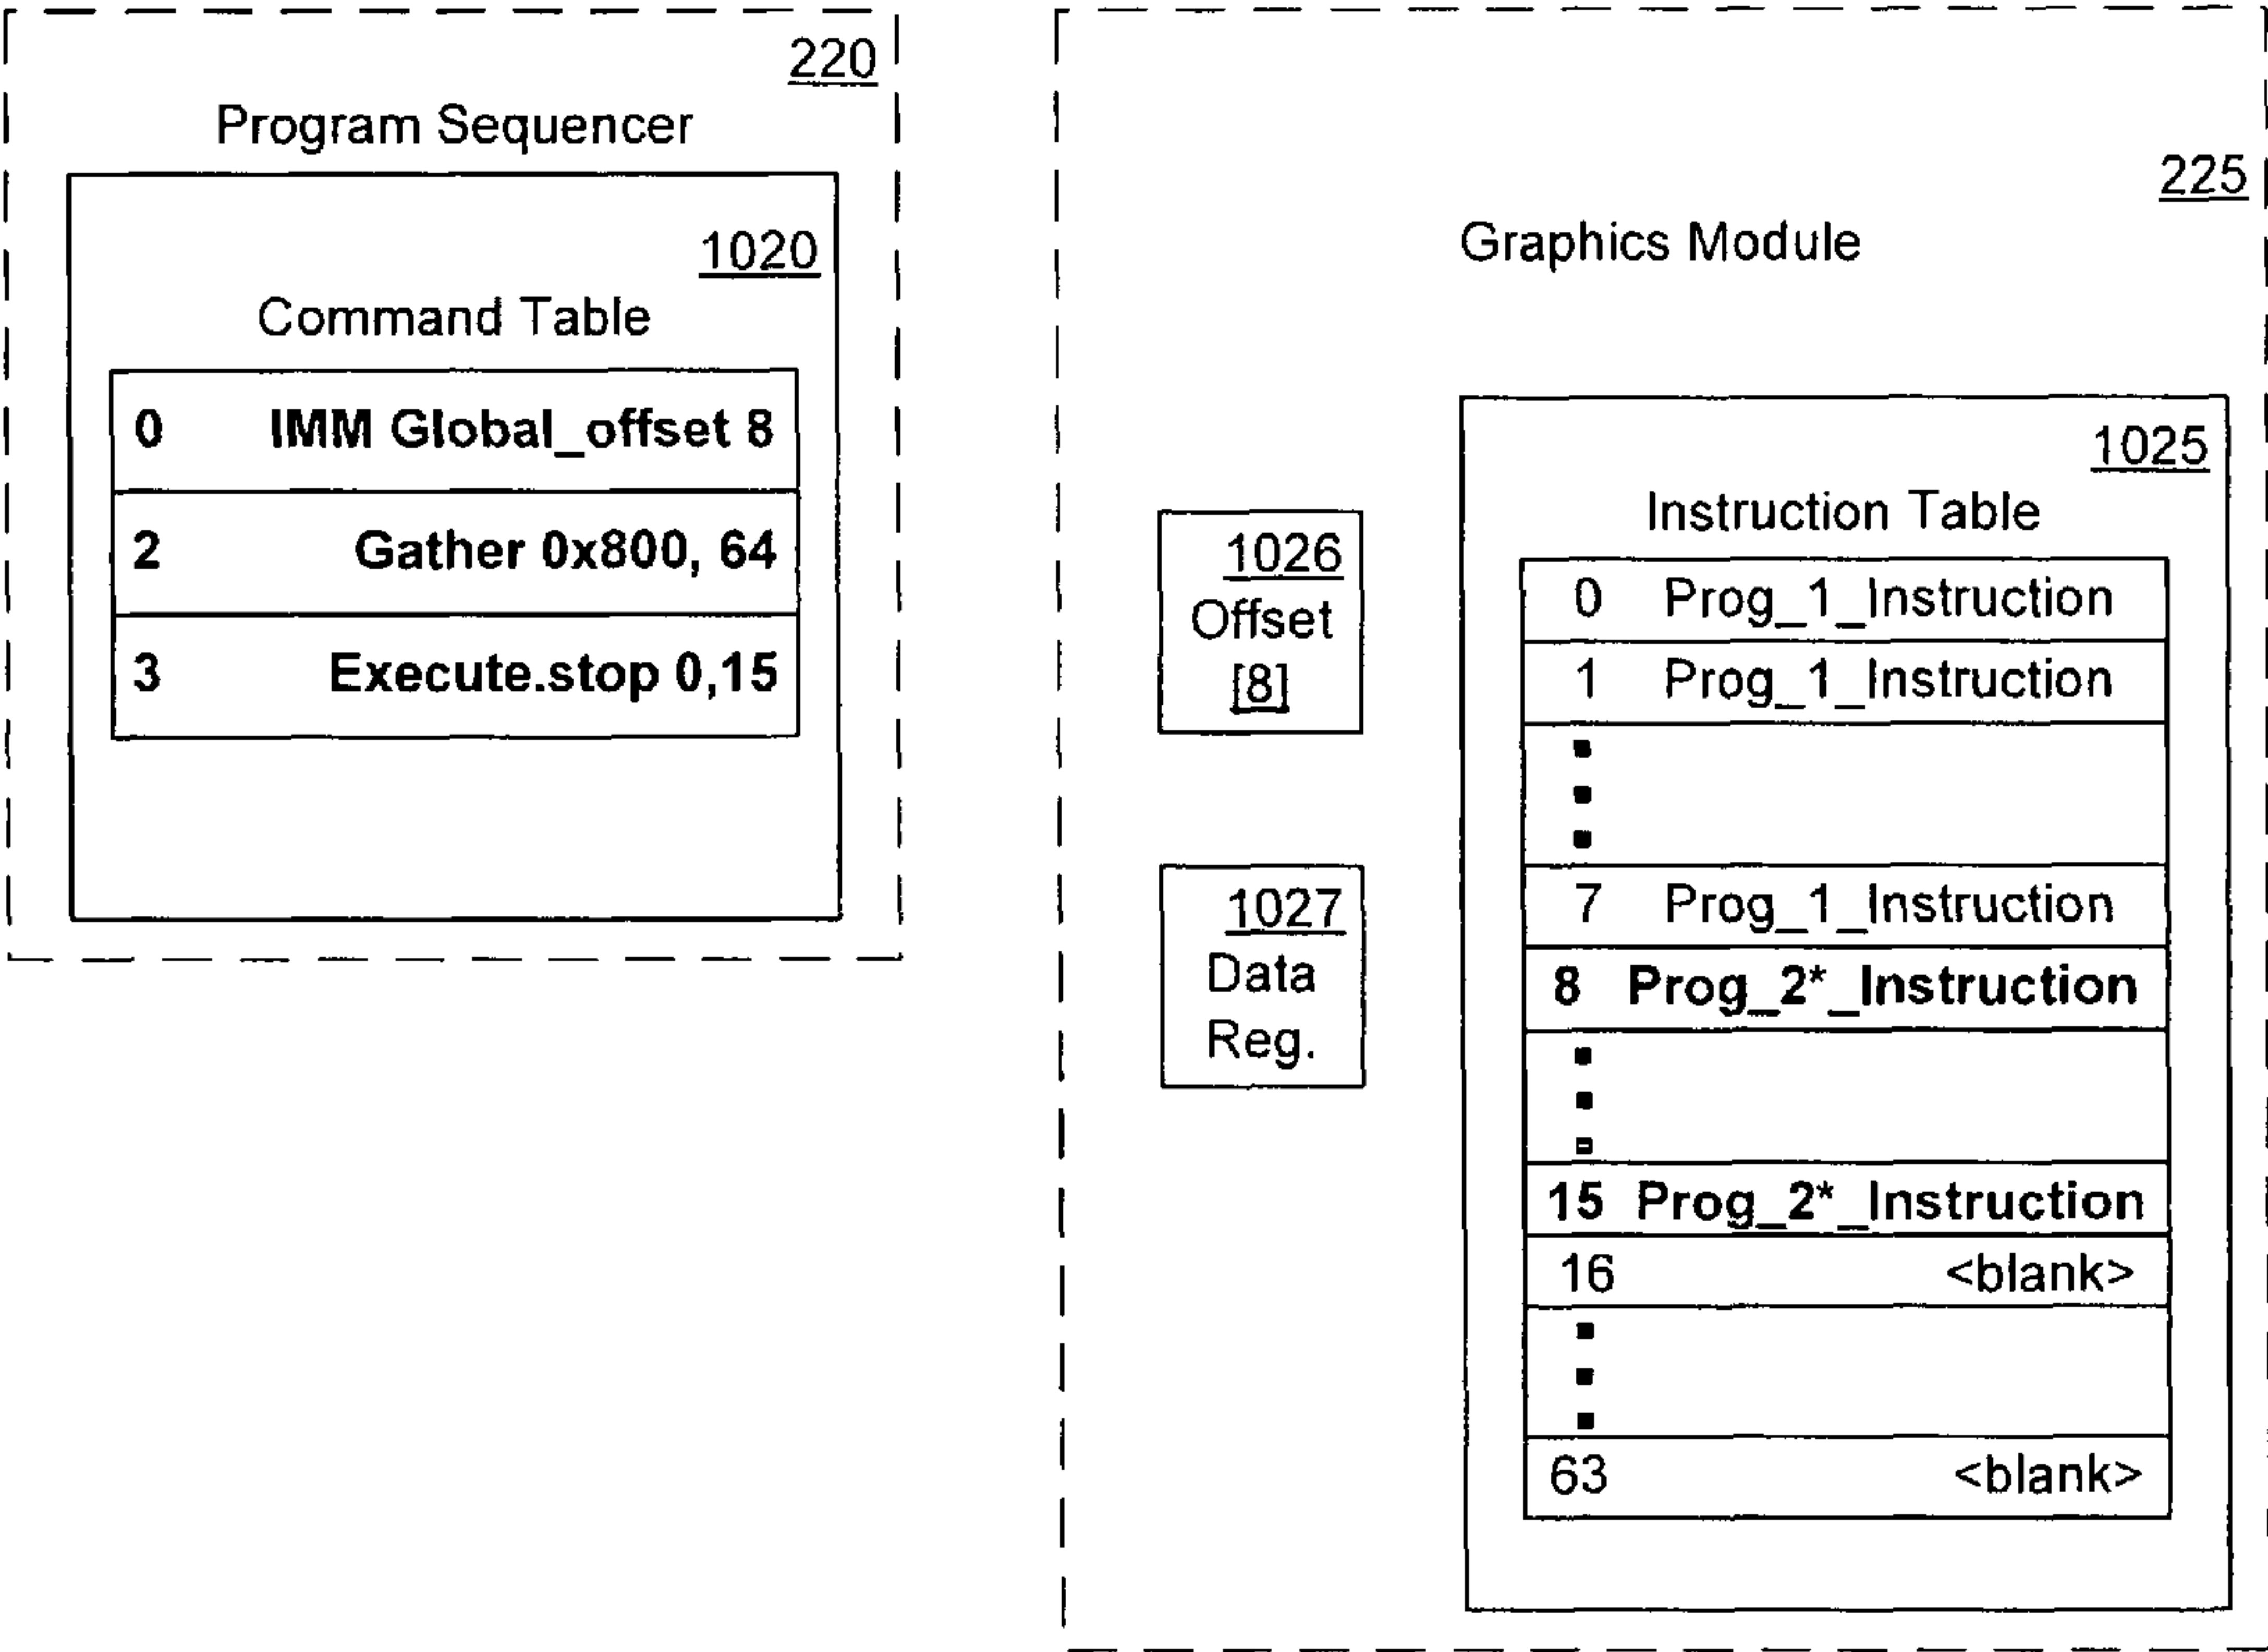 220
Program Sequencer
1020
Command Table
0 IMM Global_offset 8
2 Gather 0x800, 64
3 Execute.stop 0,15
225
Graphics Module
1026
Offset
[8]
1027
Data
Reg.
1025
Instruction Table
0 Prog_1_Instruction
1 Prog_1_Instruction
7 Prog_1_Instruction
8 Prog_2*_Instruction
15 Prog_2*_Instruction
16 <blank>
63 <blank>